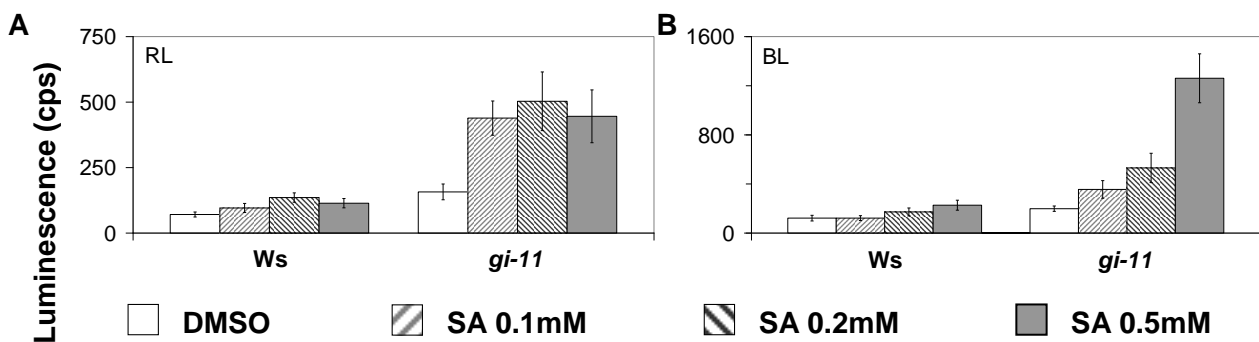 A
B
Luminescence (cps)
750
500
250
0
RL
Ws
gi-11
1600
800
0
BL
Ws
gi-11
DMSO
SA 0.1mM
SA 0.2mM
SA 0.5mM